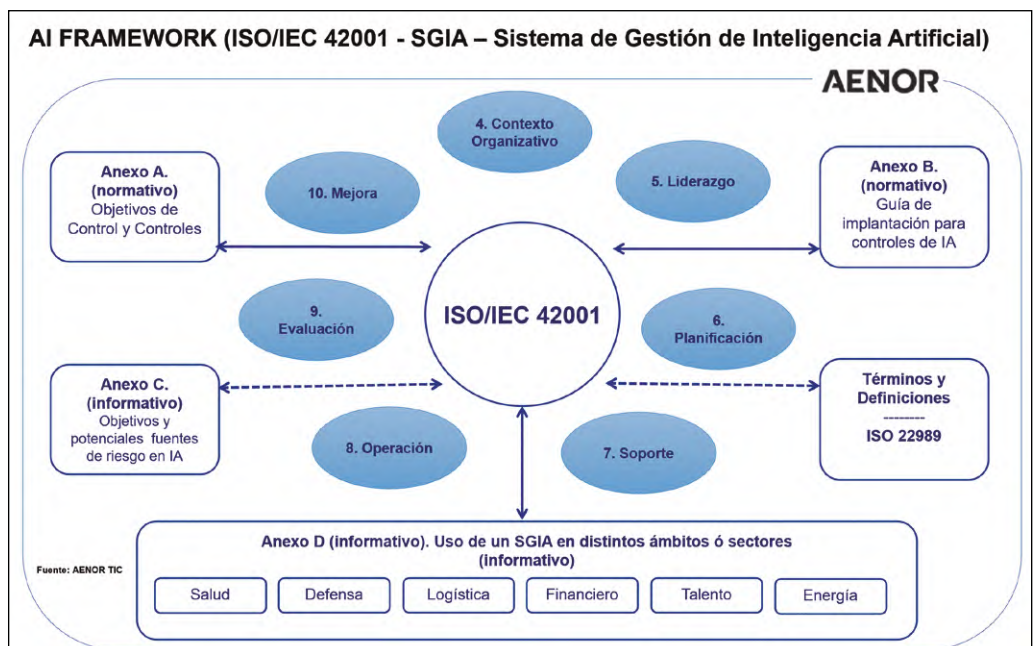 AI FRAMEWORK (ISO/IEC 42001 - SGIA – Sistema de Gestión de Inteligencia Artificial)
AENOR
4. Contexto
Organizativo
Anexo A.
(normativo)
Objetivos de
Control y Controles
10. Mejora
5. Liderazgo
Anexo B.
(normativo)
Guía de
implantación para
controles de IA
ISO/IEC 42001
9.
Evaluación
6.
Planificación
Anexo C.
(informativo)
Objetivos y
potenciales fuentes
de riesgo en IA
Términos y
Definiciones
--------
ISO 22989
8. Operación
7. Soporte
Anexo D (informativo). Uso de un SGIA en distintos ámbitos ó sectores
(informativo)
Fuente: AENOR TIC
Salud
Defensa
Logística
Financiero
Talento
Energía